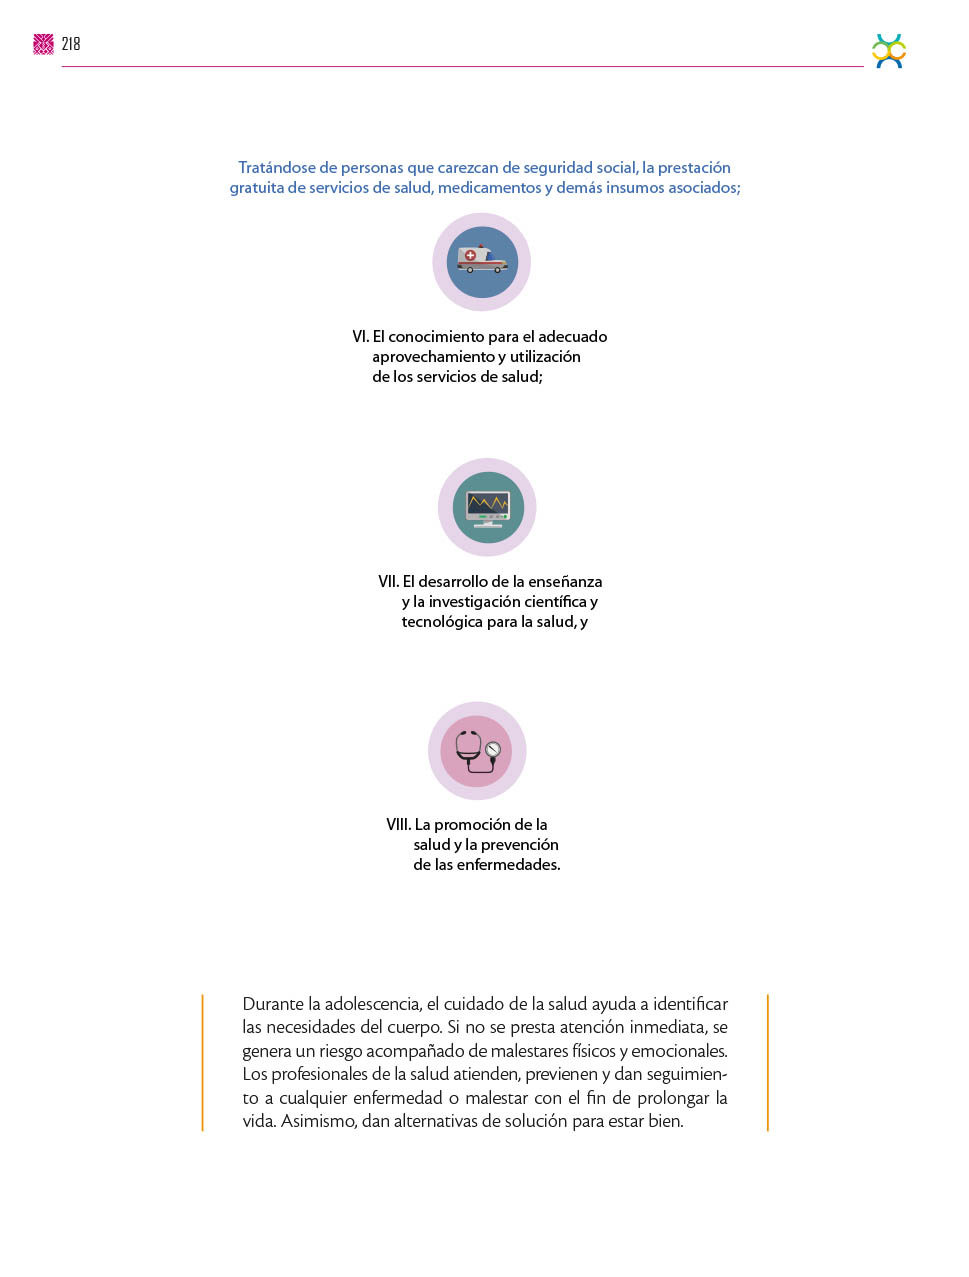 218
Tratándose de personas que carezcan de seguridad social, la prestación
gratuita de servicios de salud, medicamentos y demás insumos asociados;
VI. El conocimiento para el adecuado
aprovechamiento y utilización
de los servicios de salud;
VII. El desarrollo de la enseñanza
y la investigación científica y
tecnológica para la salud, y
VIII. La promoción de la
salud y la prevención
de las enfermedades.
Durante la adolescencia, el cuidado de la salud ayuda a identificar
las necesidades del cuerpo. Si no se presta atención inmediata, se
genera un riesgo acompañado de malestares físicos y emocionales.
Los profesionales de la salud atienden, previenen y dan seguimien-
to a cualquier enfermedad o malestar con el fin de prolongar la
vida. Asimismo, dan alternativas de solución para estar bien.